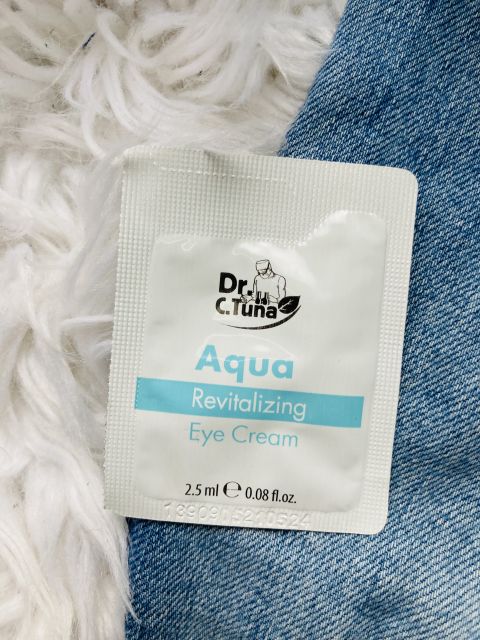 Dr.
C.Tuna
Aqua
Revitalizing
Eye Cream
2.5 ml ℮ 0.08 fl.oz.